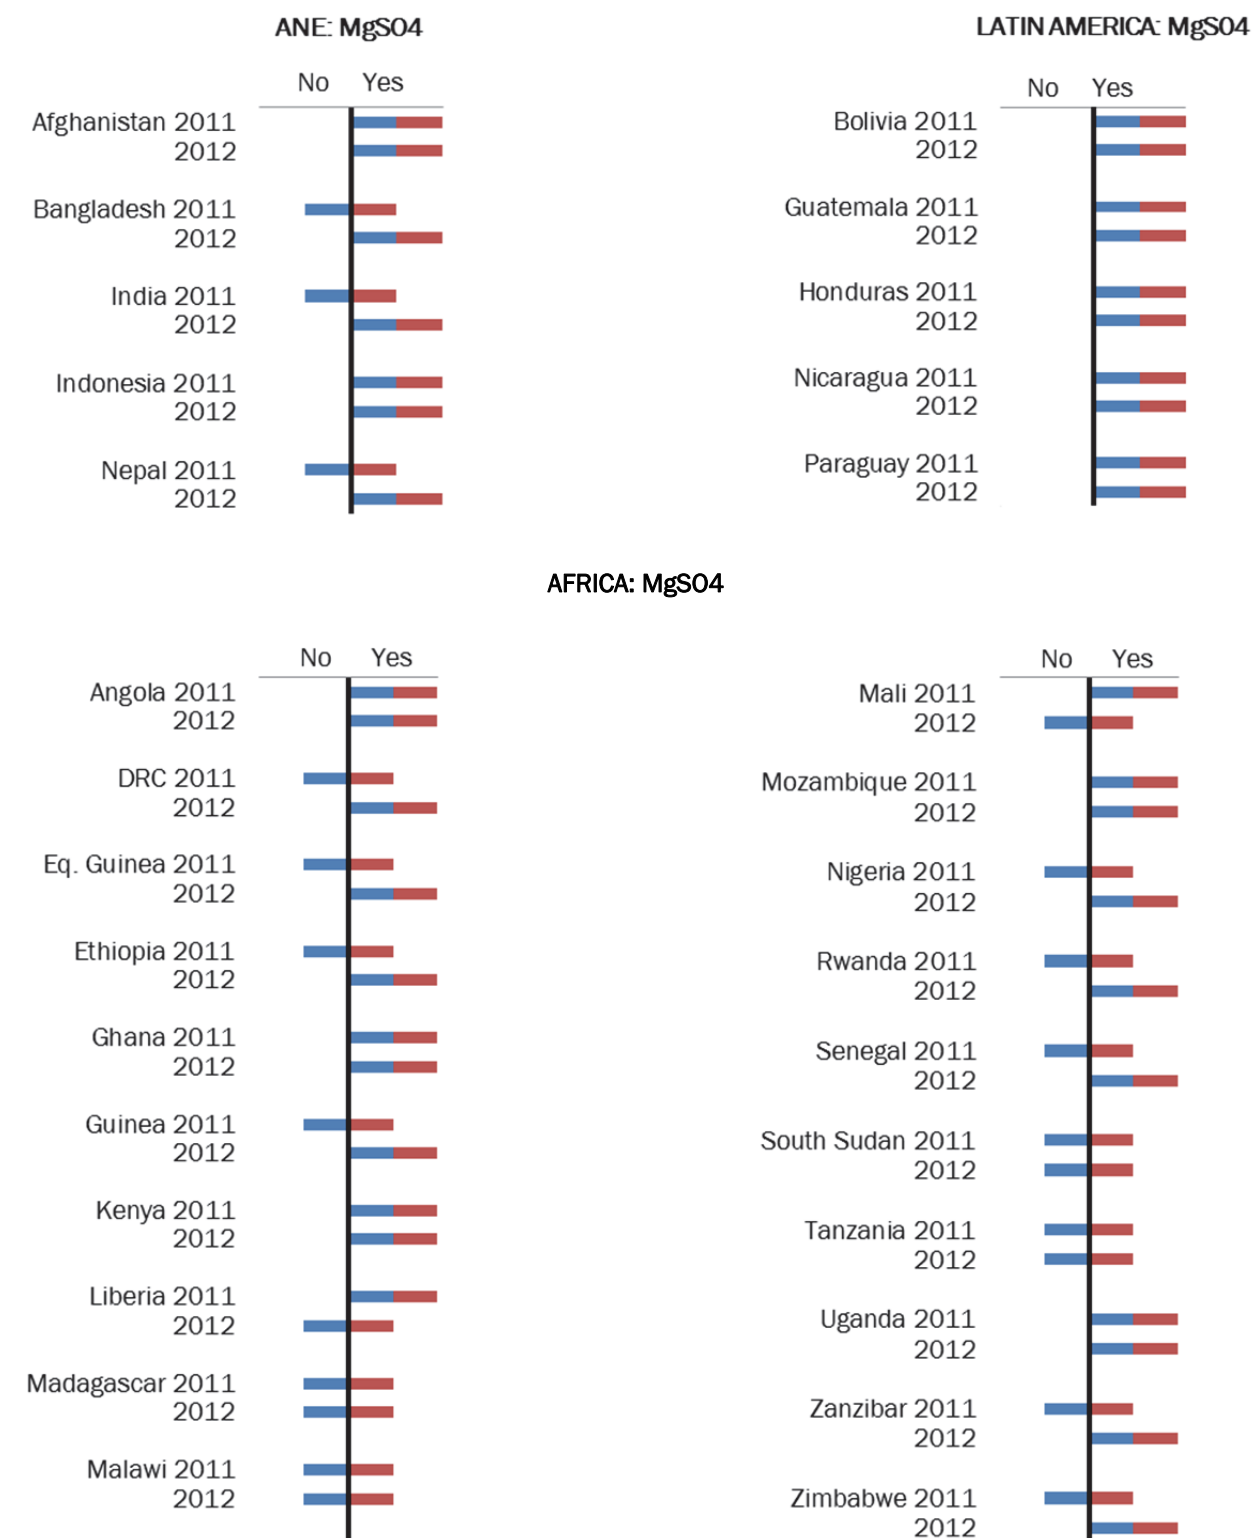 ANE: MgSO4
No Yes
Afghanistan 2011
2012
Bangladesh 2011
2012
India 2011
2012
Indonesia 2011
2012
Nepal 2011
2012
LATIN AMERICA: MgSO4
No Yes
Bolivia 2011
2012
Guatemala 2011
2012
Honduras 2011
2012
Nicaragua 2011
2012
Paraguay 2011
2012
AFRICA: MgSO4
No Yes
Angola 2011
2012
DRC 2011
2012
Eq. Guinea 2011
2012
Ethiopia 2011
2012
Ghana 2011
2012
Guinea 2011
2012
Kenya 2011
2012
Liberia 2011
2012
Madagascar 2011
2012
Malawi 2011
2012
No Yes
Mali 2011
2012
Mozambique 2011
2012
Nigeria 2011
2012
Rwanda 2011
2012
Senegal 2011
2012
South Sudan 2011
2012
Tanzania 2011
2012
Uganda 2011
2012
Zanzibar 2011
2012
Zimbabwe 2011
2012